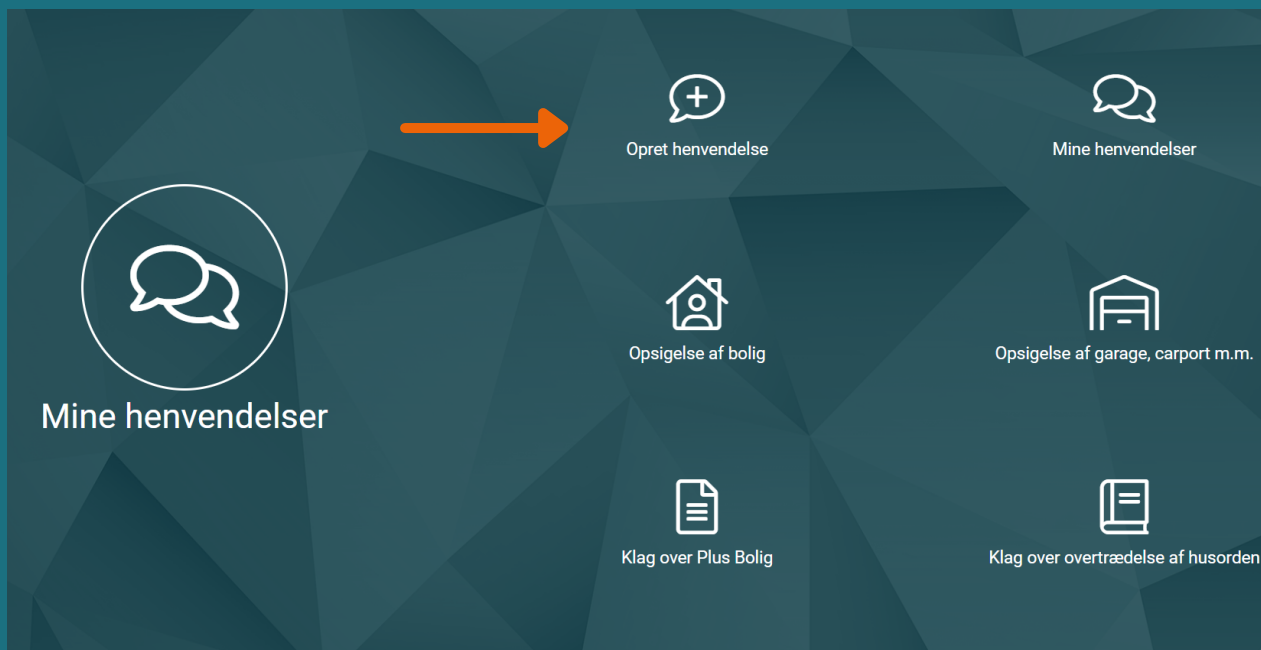 Opret henvendelse
Mine henvendelser
Mine henvendelser
Opsigelse af bolig
Opsigelse af garage, carport m.m.
Klag over Plus Bolig
Klag over overtrædelse af husorden